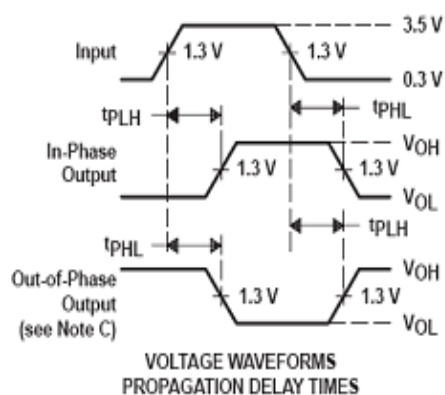 3.5 V
Input
1.3 V
1.3 V
0.3 V
tPLH
tPHL
In-Phase
Output
VOH
1.3 V
1.3 V
VOL
tPHL
tPLH
Out-of-Phase
Output
(see Note C)
VOH
1.3 V
1.3 V
VOL
VOLTAGE WAVEFORMS
PROPAGATION DELAY TIMES